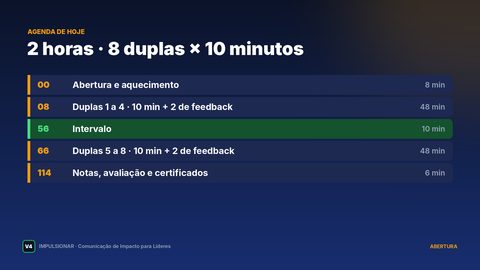 AGENDA DE HOJE
2 horas · 8 duplas × 10 minutos
00 Abertura e aquecimento 8 min
08 Duplas 1 a 4 · 10 min + 2 de feedback 48 min
56 Intervalo 10 min
66 Duplas 5 a 8 · 10 min + 2 de feedback 48 min
114 Notas, avaliação e certificados 6 min
V4 IMPULSIONAR · Comunicação de Impacto para Líderes ABERTURA